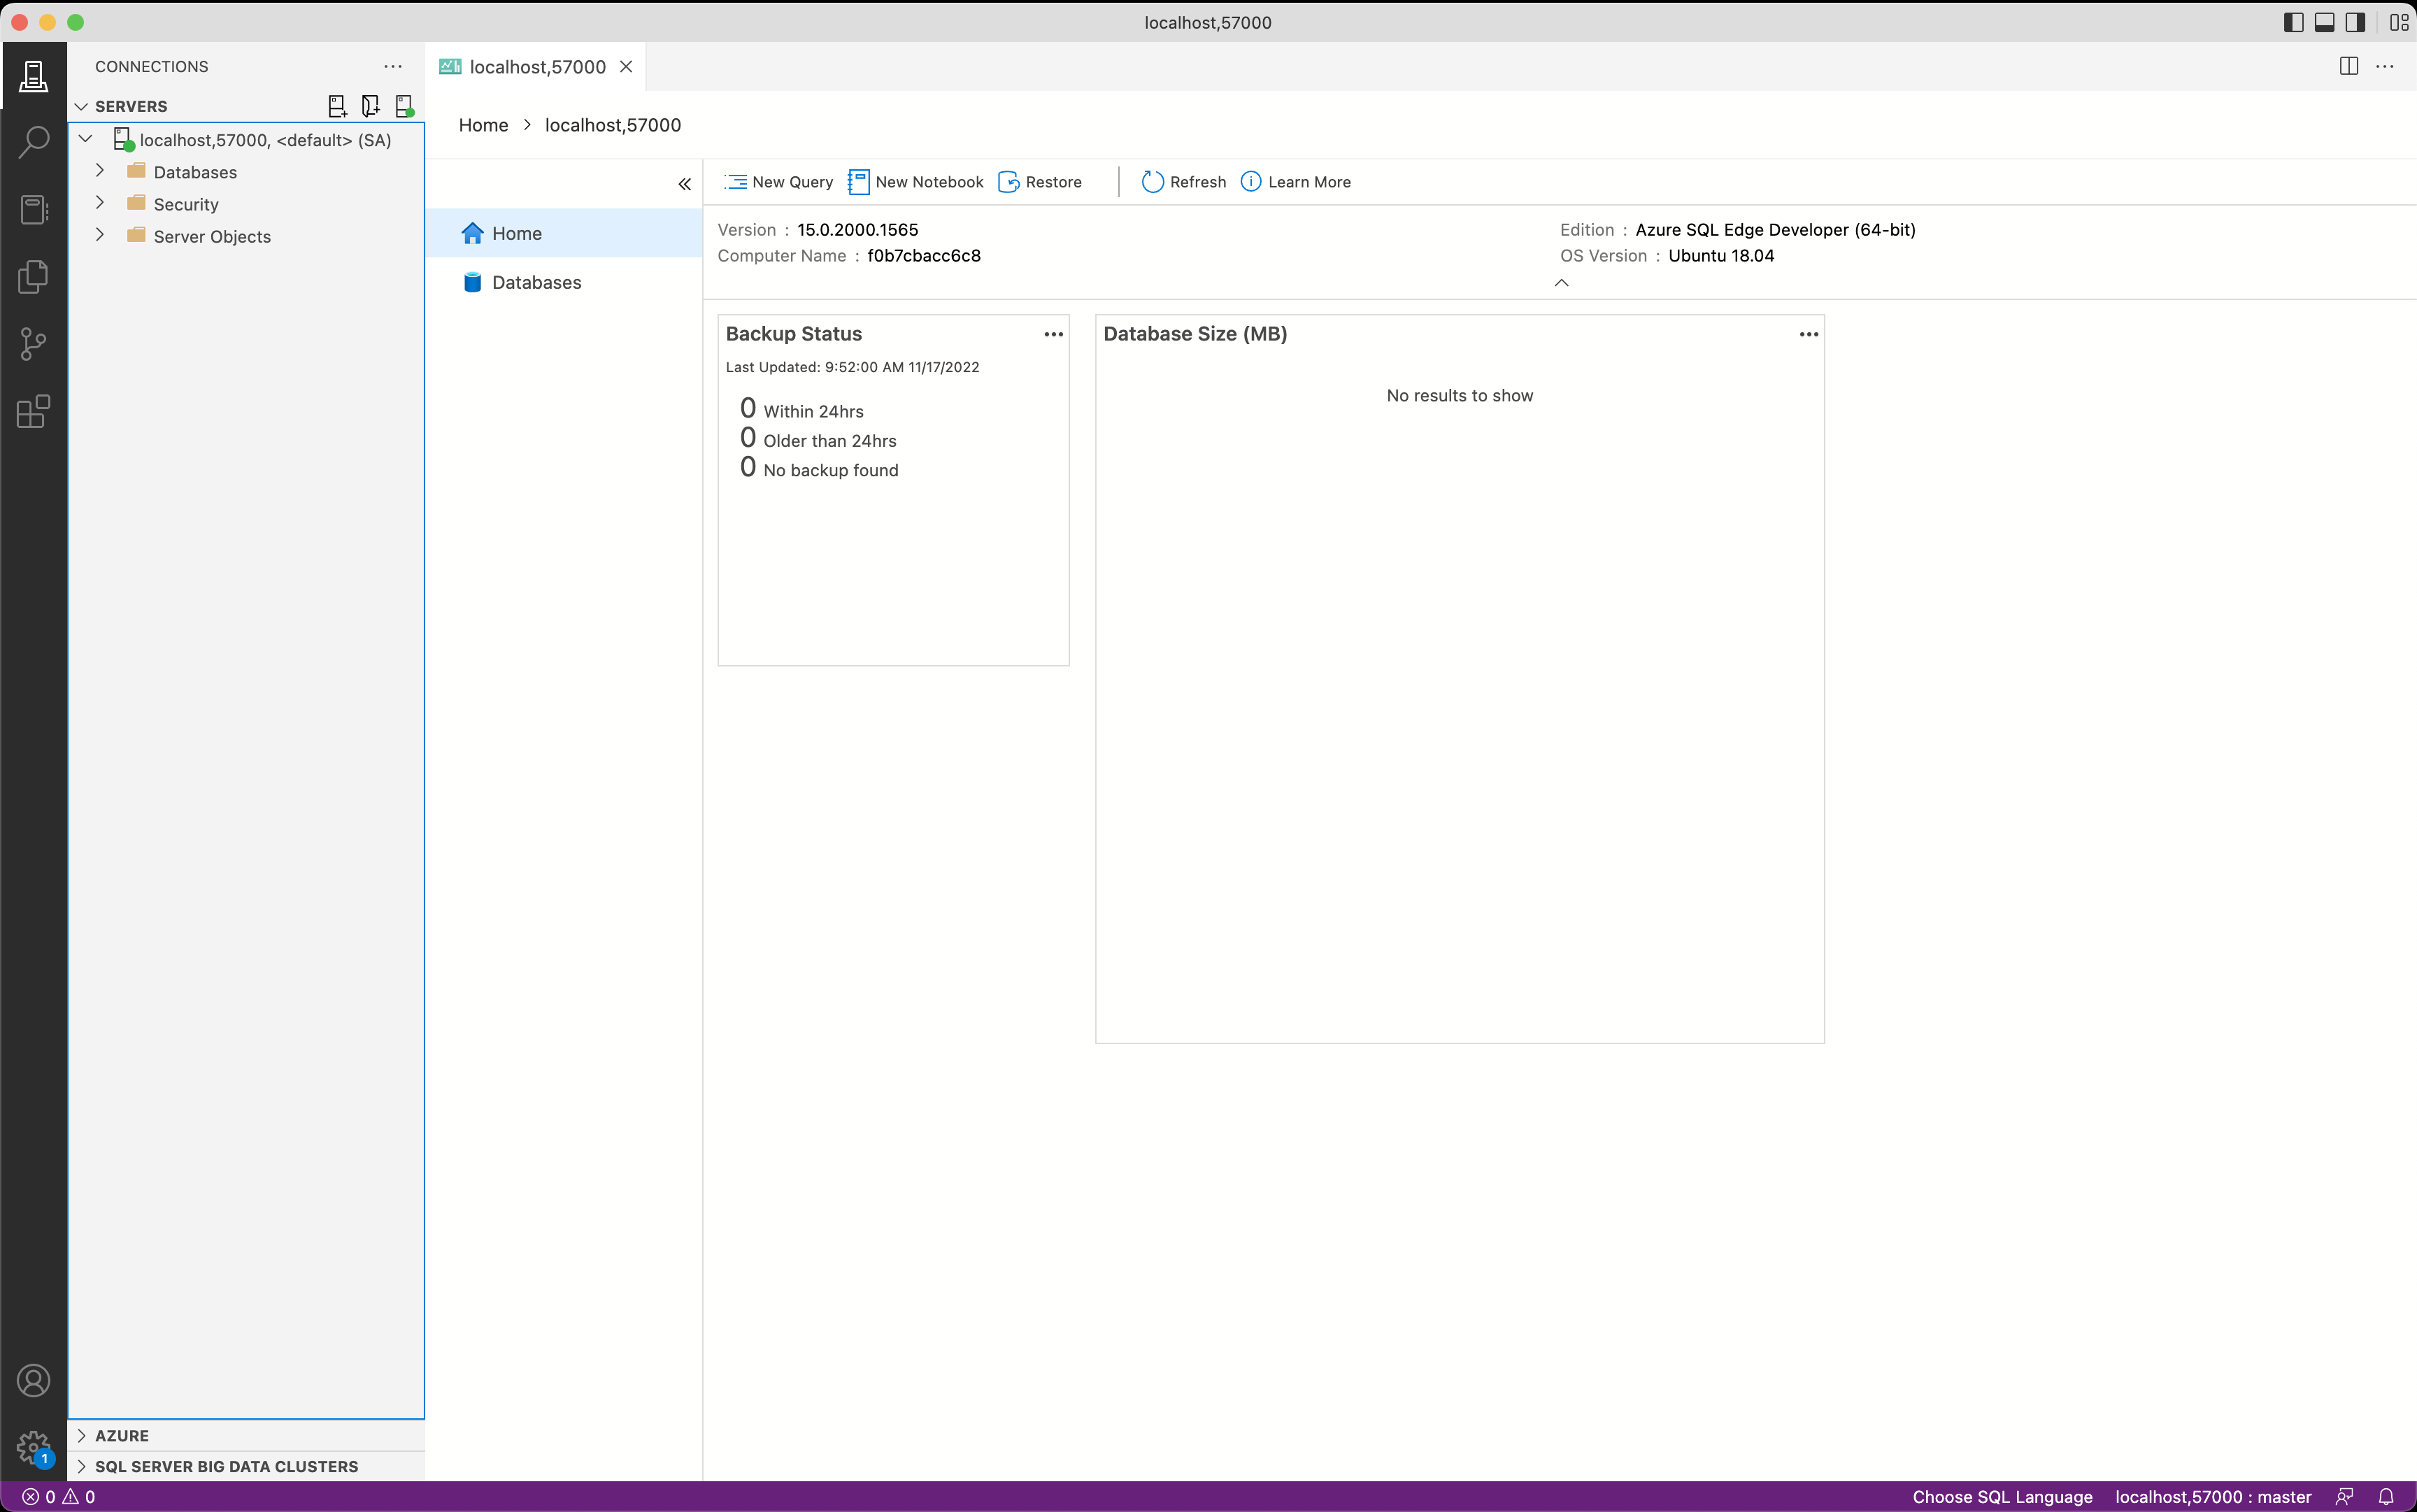 localhost,57000
CONNECTIONS
localhost,57000
SERVERS
Home > localhost,57000
localhost,57000, <default> (SA)
Databases
Security
Server Objects
New Query New Notebook Restore Refresh Learn More
Home
Databases
Version : 15.0.2000.1565
Computer Name : f0b7cbacc6c8
Edition : Azure SQL Edge Developer (64-bit)
OS Version : Ubuntu 18.04
Backup Status
Last Updated: 9:52:00 AM 11/17/2022
0 Within 24hrs
0 Older than 24hrs
0 No backup found
Database Size (MB)
No results to show
AZURE
1
SQL SERVER BIG DATA CLUSTERS
0 0
Choose SQL Language localhost,57000 : master